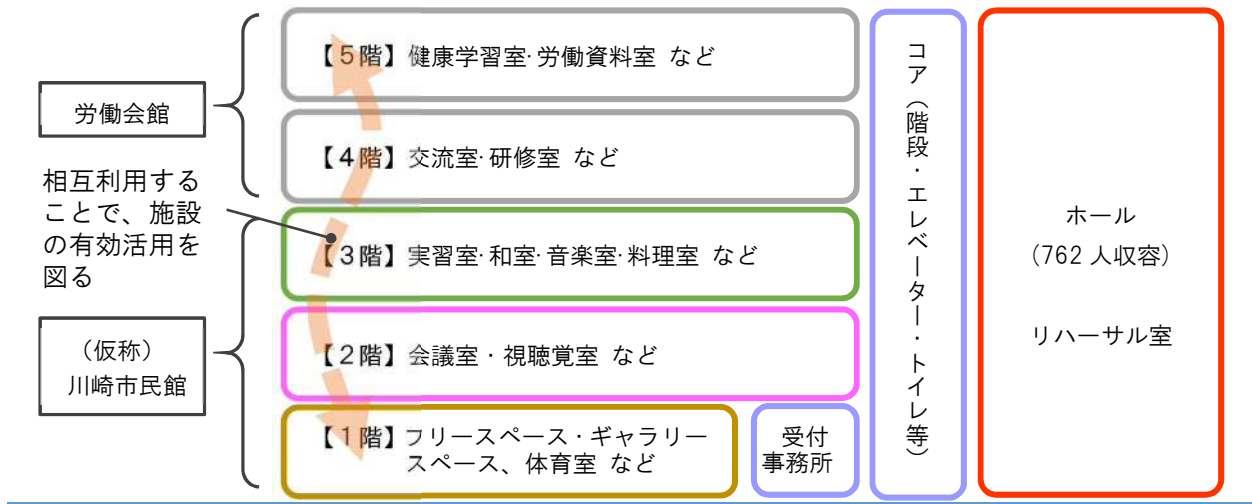 労働会館
相互利用する
ことで、施設
の有効活用を
図る
（仮称）
川崎市民館
【５階】健康学習室·労働資料室 など
【４階】交流室·研修室 など
【３階】実習室·和室·音楽室·料理室 など
【２階】会議室・視聴覚室 など
【１階】フリースペース・ギャラリー
スペース、体育室 など
受付
事務所
コア（階段・エレベーター・トイレ等）
ホール
（762 人収容）
リハーサル室